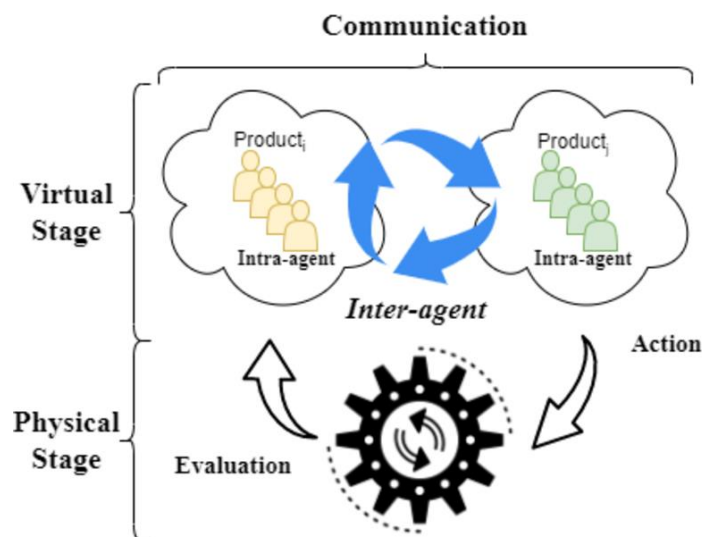 Communication
Product_i
Product_j
Virtual
Stage
Intra-agent
Intra-agent
Inter-agent
Action
Physical
Stage
Evaluation